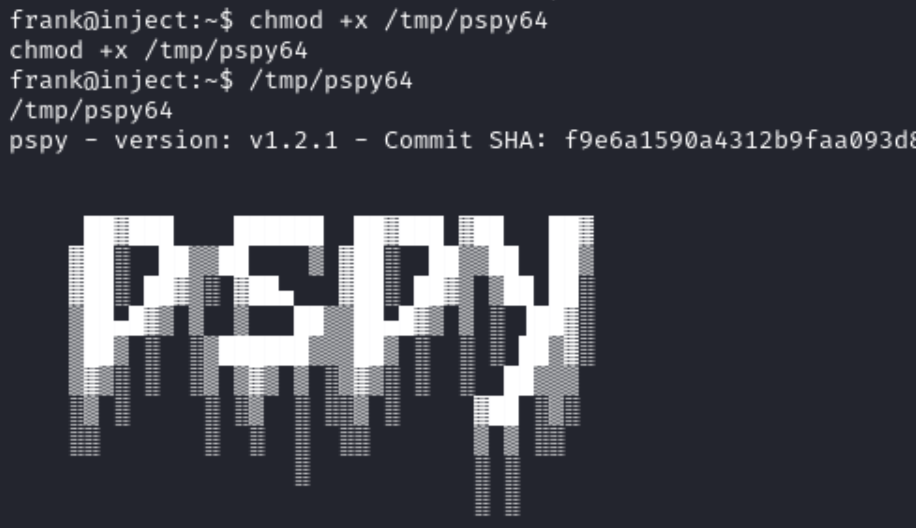 frank@inject:~$ chmod +x /tmp/pspy64
chmod +x /tmp/pspy64
frank@inject:~$ /tmp/pspy64
/tmp/pspy64
pspy - version: v1.2.1 - Commit SHA: f9e6a1590a4312b9faa093d8
pspy